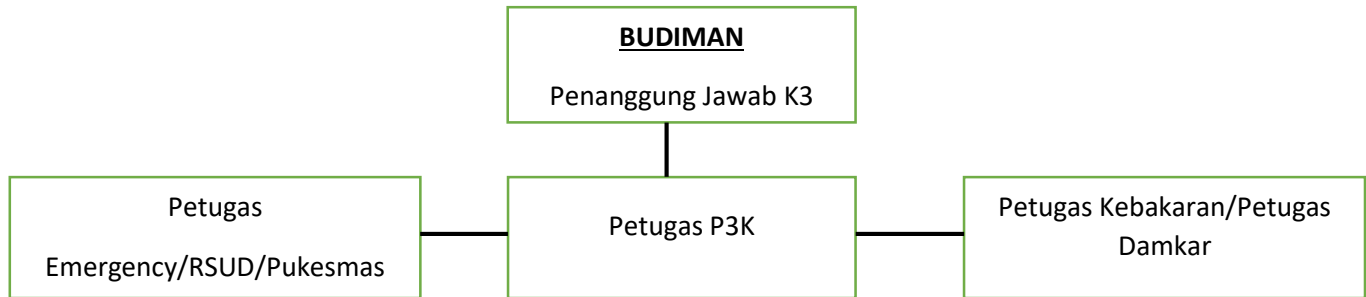 BUDIMAN
Penanggung Jawab K3
Petugas
Emergency/RSUD/Pukesmas
Petugas P3K
Petugas Kebakaran/Petugas
Damkar